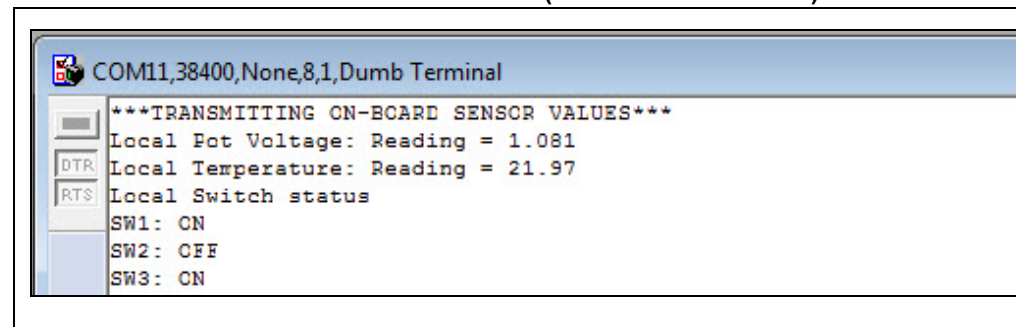 COM11,38400,None,8,1,Dumb Terminal
***TRANSMITTING ON-BOARD SENSOR VALUES***
Local Pot Voltage: Reading = 1.081
DTR
Local Temperature: Reading = 21.97
RTS
Local Switch status
SW1: ON
SW2: OFF
SW3: ON